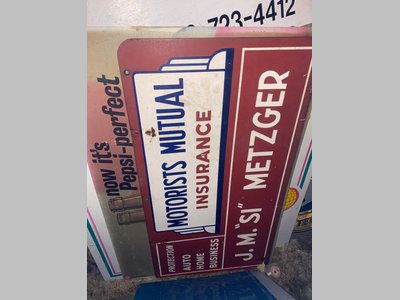 -723-4412
now it's
Pepsi-perfect
MOTORISTS MUTUAL
INSURANCE
PROTECTION
AUTO
HOME
BUSINESS
J. M. "SI" METZGER